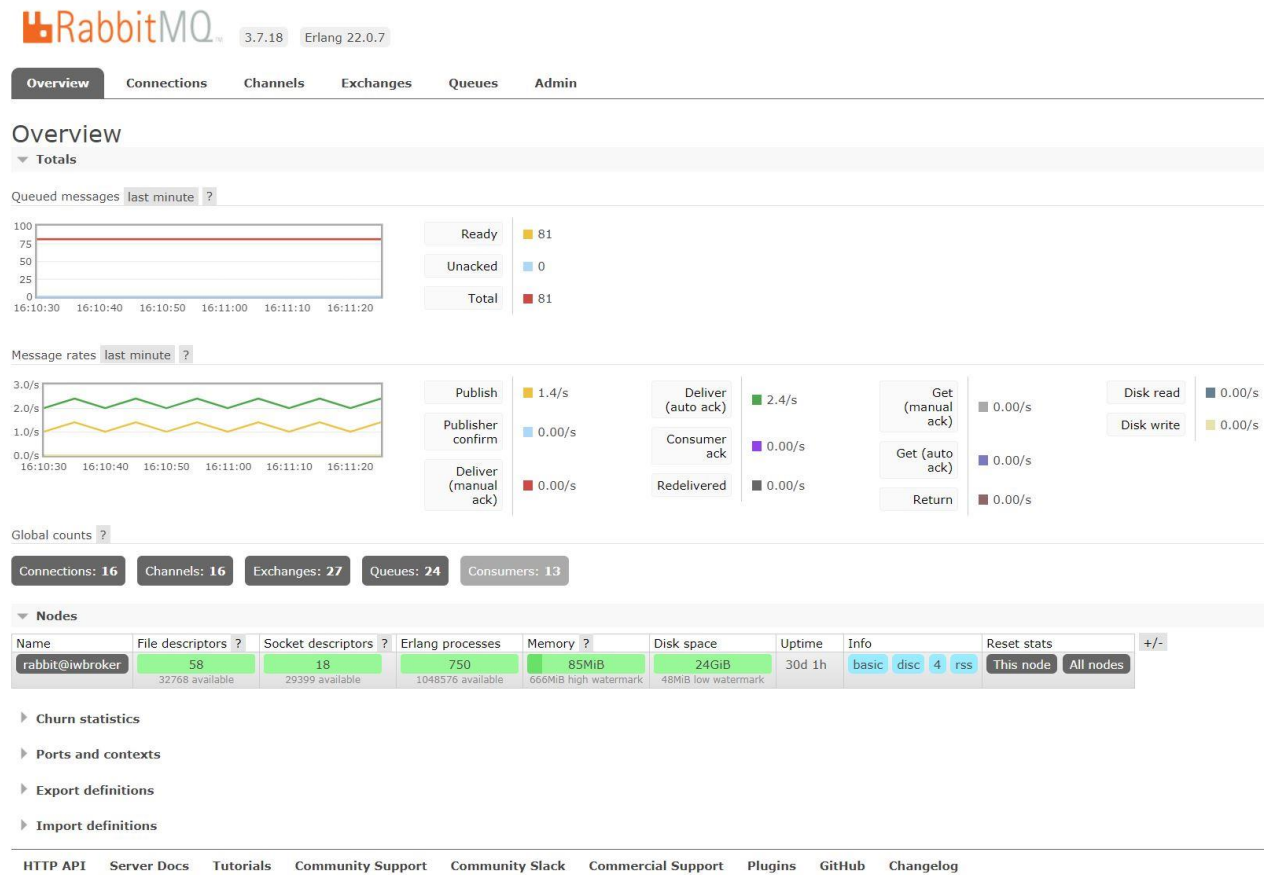 RabbitMQ TM 3.7.18 Erlang 22.0.7
Overview Connections Channels Exchanges Queues Admin
Overview
Totals
Queued messages last minute ?
100
75
50
25
0
16:10:30 16:10:40 16:10:50 16:11:00 16:11:10 16:11:20
Ready 81
Unacked 0
Total 81
Message rates last minute ?
3.0/s
2.0/s
1.0/s
0.0/s
16:10:30 16:10:40 16:10:50 16:11:00 16:11:10 16:11:20
Publish 1.4/s
Publisher
confirm 0.00/s
Deliver
(manual
ack) 0.00/s
Deliver
(auto ack) 2.4/s
Consumer
ack 0.00/s
Redelivered 0.00/s
Get
(manual
ack) 0.00/s
Get (auto
ack) 0.00/s
Return 0.00/s
Disk read 0.00/s
Disk write 0.00/s
Global counts ?
Connections: 16 Channels: 16 Exchanges: 27 Queues: 24 Consumers: 13
Nodes
Name File descriptors ? Socket descriptors ? Erlang processes Memory ? Disk space Uptime Info Reset stats +/-
rabbit@iwbroker 58 18 750 85MiB 24GiB 30d 1h basic disc 4 rss This node All nodes
32768 available 29399 available 1048576 available 666MiB high watermark 48MiB low watermark
Churn statistics
Ports and contexts
Export definitions
Import definitions
HTTP API Server Docs Tutorials Community Support Community Slack Commercial Support Plugins GitHub Changelog